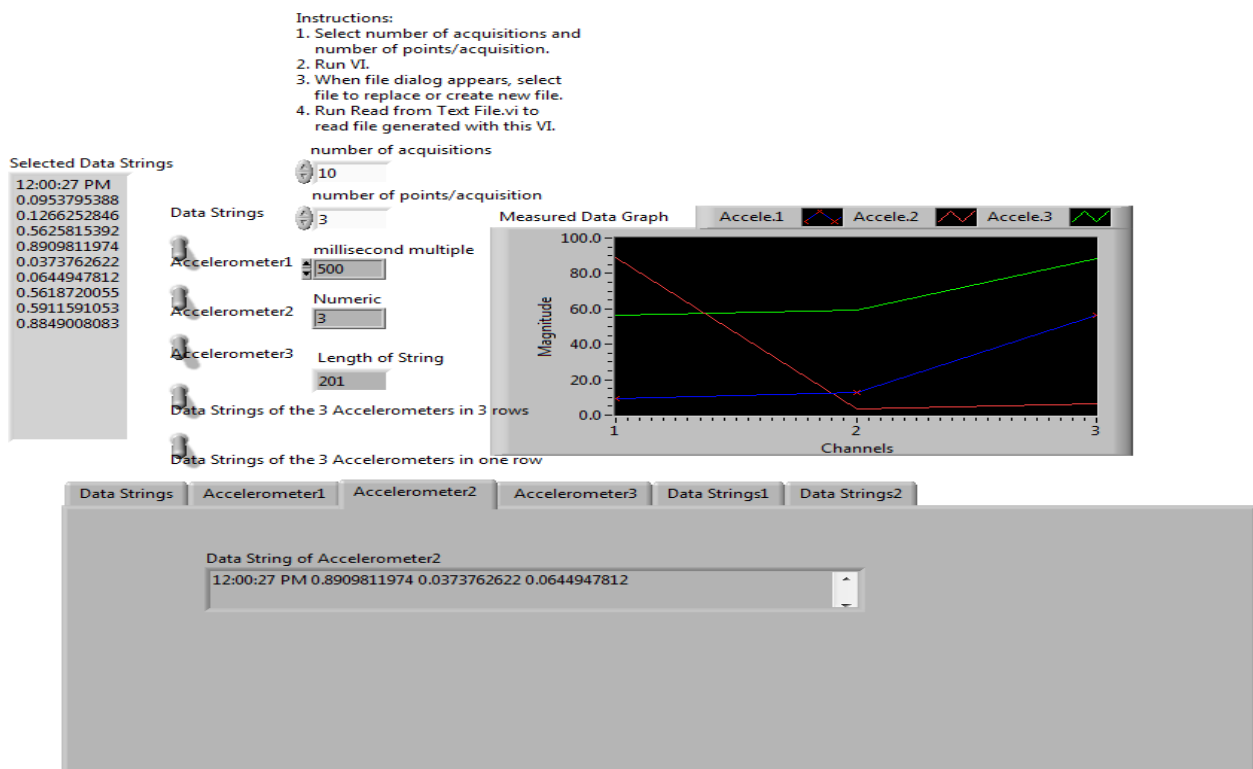 Instructions:
1. Select number of acquisitions and
number of points/acquisition.
2. Run VI.
3. When file dialog appears, select
file to replace or create new file.
4. Run Read from Text File.vi to
read file generated with this VI.
number of acquisitions
10
number of points/acquisition
3
millisecond multiple
500
Numeric
3
Length of String
201
Selected Data Strings
12:00:27 PM
0.0953795388
0.1266252846
0.5625815392
0.8909811974
0.0373762622
0.0644947812
0.5618720055
0.5911591053
0.8849008083
Data Strings
Accelerometer1
Accelerometer2
Accelerometer3
Data Strings of the 3 Accelerometers in 3 rows
Data Strings of the 3 Accelerometers in one row
Measured Data Graph Accele.1 Accele.2 Accele.3
Magnitude
100.0
80.0
60.0
40.0
20.0
0.0
1 2 3
Channels
Data Strings Accelerometer1 Accelerometer2 Accelerometer3 Data Strings1 Data Strings2
Data String of Accelerometer2
12:00:27 PM 0.8909811974 0.0373762622 0.0644947812